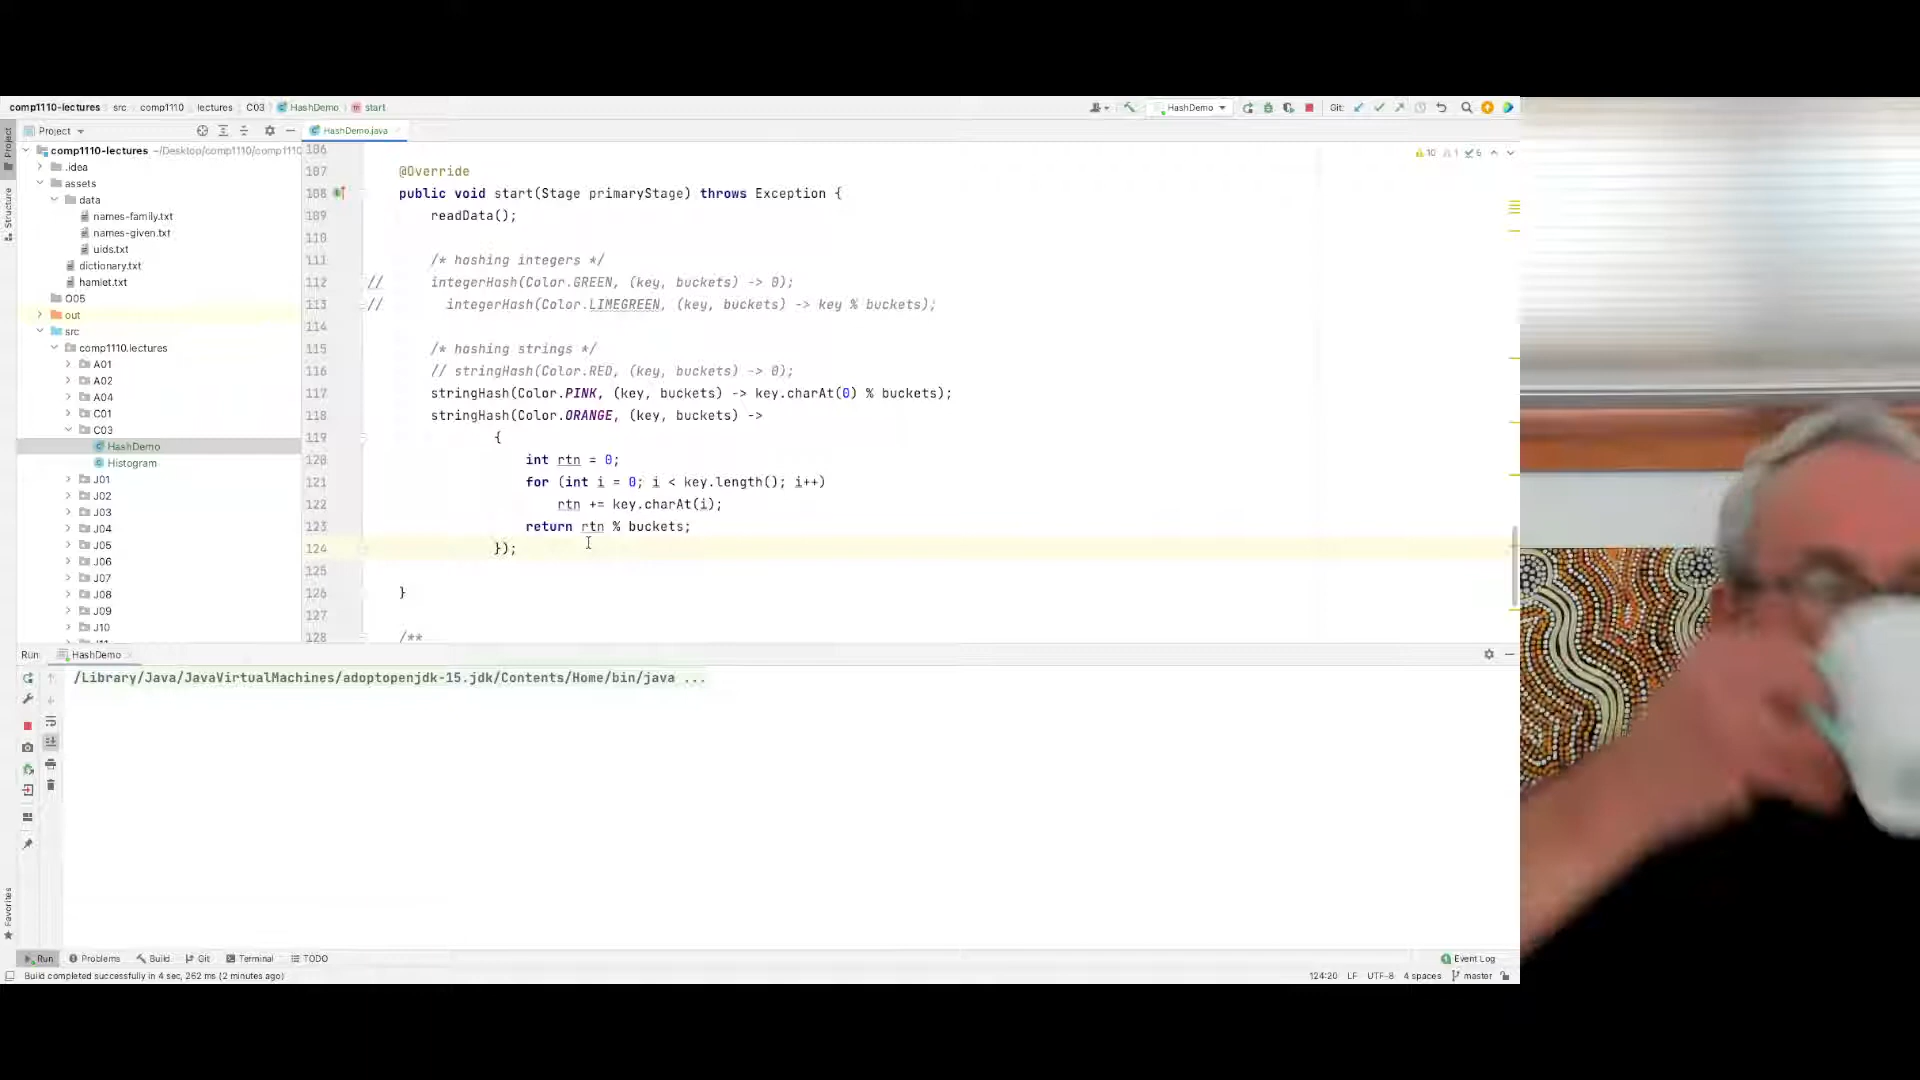 comp1110-lectures src comp1110 lectures C03 HashDemo start
HashDemo Git:
Project
HashDemo.java
comp1110-lectures ~/Desktop/comp1110/comp1110
.idea
assets
data
names-family.txt
names-given.txt
uids.txt
dictionary.txt
hamlet.txt
O05
out
src
comp1110.lectures
A01
A02
A04
C01
C03
HashDemo
Histogram
J01
J02
J03
J04
J05
J06
J07
J08
J09
J10
Project
Structure
Favorites
10 1 6
106
107 @Override
108 public void start(Stage primaryStage) throws Exception {
109 readData();
110
111 /* hashing integers */
112 // integerHash(Color.GREEN, (key, buckets) -> 0);
113 // integerHash(Color.LIMEGREEN, (key, buckets) -> key % buckets);
114
115 /* hashing strings */
116 // stringHash(Color.RED, (key, buckets) -> 0);
117 stringHash(Color.PINK, (key, buckets) -> key.charAt(0) % buckets);
118 stringHash(Color.ORANGE, (key, buckets) ->
119 {
120 int rtn = 0;
121 for (int i = 0; i < key.length(); i++)
122 rtn += key.charAt(i);
123 return rtn % buckets;
124 });
125
126 }
127
128 /**
Run: HashDemo
/Library/Java/JavaVirtualMachines/adoptopenjdk-15.jdk/Contents/Home/bin/java ...
Run Problems Build Git Terminal TODO Event Log
Build completed successfully in 4 sec, 262 ms (2 minutes ago) 124:20 LF UTF-8 4 spaces master